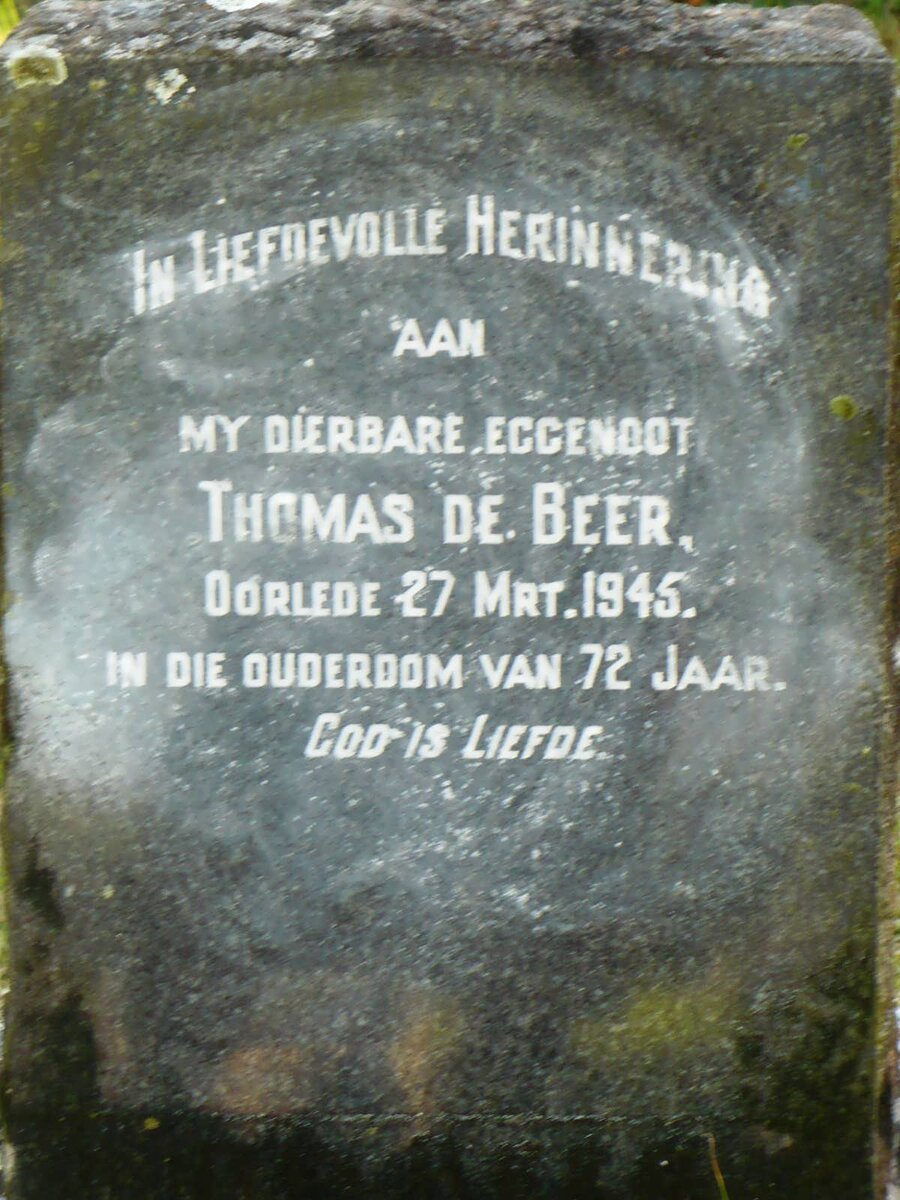 IN LIEFDEVOLLE HERINNERING
AAN
MY DIERBARE EGGENOOT
THOMAS DE BEER,
OORLEDE 27 MRT. 1945.
IN DIE OUDERDOM VAN 72 JAAR.
GOD IS LIEFDE.